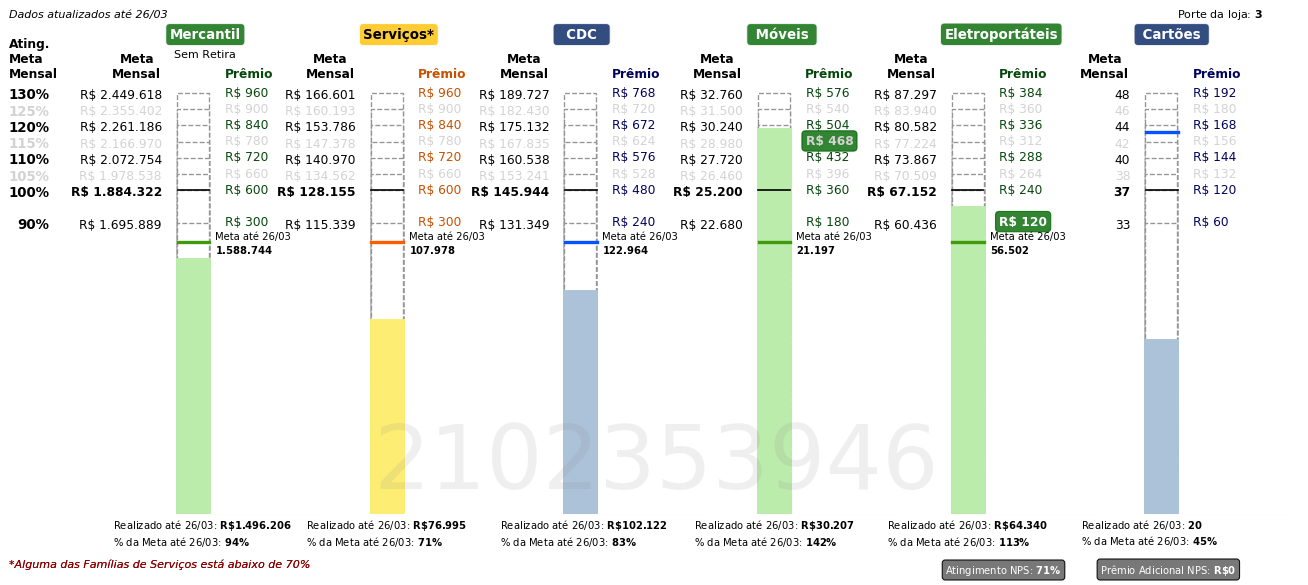 Dados atualizados até 26/03
Porte da loja: 3
Mercantil Serviços* CDC Móveis Eletroportáteis Cartões
Sem Retira
Ating. Meta Mensal
Meta Mensal Prêmio Meta Mensal Prêmio Meta Mensal Prêmio Meta Mensal Prêmio Meta Mensal Prêmio Meta Mensal Prêmio
130% R$ 2.449.618 R$ 960 R$ 166.601 R$ 960 R$ 189.727 R$ 768 R$ 32.760 R$ 576 R$ 87.297 R$ 384 48 R$ 192
125% R$ 2.355.402 R$ 900 R$ 160.193 R$ 900 R$ 182.430 R$ 720 R$ 31.500 R$ 540 R$ 83.940 R$ 360 46 R$ 180
120% R$ 2.261.186 R$ 840 R$ 153.786 R$ 840 R$ 175.132 R$ 672 R$ 30.240 R$ 504 R$ 80.582 R$ 336 44 R$ 168
115% R$ 2.166.970 R$ 780 R$ 147.378 R$ 780 R$ 167.835 R$ 624 R$ 28.980 R$ 468 R$ 77.224 R$ 312 42 R$ 156
110% R$ 2.072.754 R$ 720 R$ 140.970 R$ 720 R$ 160.538 R$ 576 R$ 27.720 R$ 432 R$ 73.867 R$ 288 40 R$ 144
105% R$ 1.978.538 R$ 660 R$ 134.562 R$ 660 R$ 153.241 R$ 528 R$ 26.460 R$ 396 R$ 70.509 R$ 264 38 R$ 132
100% R$ 1.884.322 R$ 600 R$ 128.155 R$ 600 R$ 145.944 R$ 480 R$ 25.200 R$ 360 R$ 67.152 R$ 240 37 R$ 120
90% R$ 1.695.889 R$ 300 R$ 115.339 R$ 300 R$ 131.349 R$ 240 R$ 22.680 R$ 180 R$ 60.436 R$ 120 33 R$ 60
Meta até 26/03 Meta até 26/03 Meta até 26/03 Meta até 26/03 Meta até 26/03
1.588.744 107.978 122.964 21.197 56.502
2102353946
Realizado até 26/03: R$1.496.206 Realizado até 26/03: R$76.995 Realizado até 26/03: R$102.122 Realizado até 26/03: R$30.207 Realizado até 26/03: R$64.340 Realizado até 26/03: 20
% da Meta até 26/03: 94% % da Meta até 26/03: 71% % da Meta até 26/03: 83% % da Meta até 26/03: 142% % da Meta até 26/03: 113% % da Meta até 26/03: 45%
*Alguma das Famílias de Serviços está abaixo de 70%
Atingimento NPS: 71% Prêmio Adicional NPS: R$0